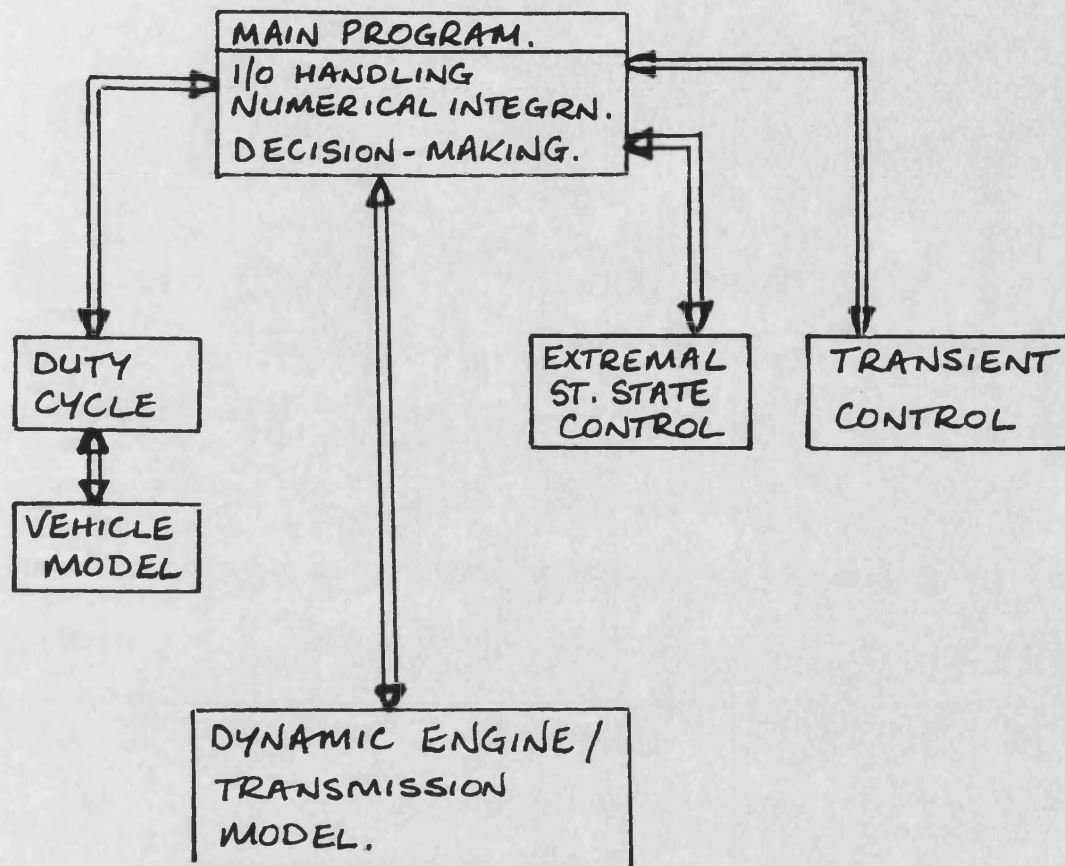 MAIN PROGRAM.
I/O HANDLING
NUMERICAL INTEGRN.
DECISION-MAKING.
DUTY
CYCLE
VEHICLE
MODEL
EXTREMAL
ST. STATE
CONTROL
TRANSIENT
CONTROL
DYNAMIC ENGINE/
TRANSMISSION
MODEL.